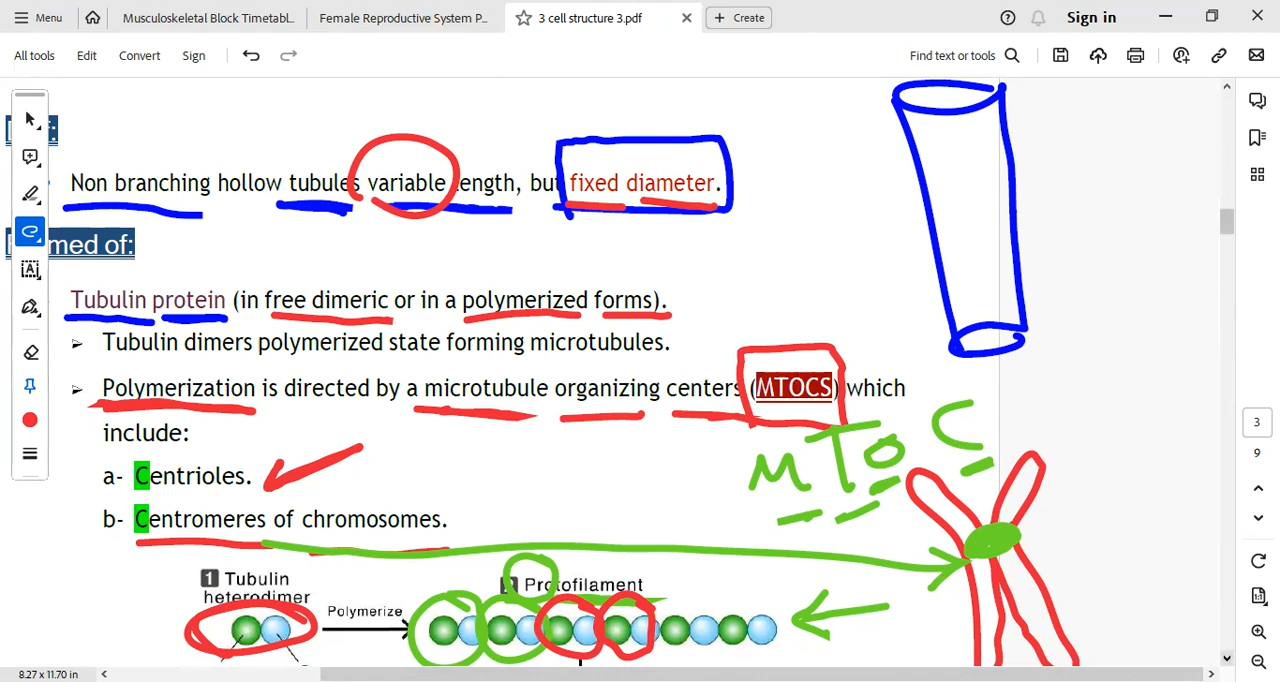 Menu
Musculoskeletal Block Timetabl...
Female Reproductive System P...
3 cell structure 3.pdf
Create
Sign in
All tools
Edit
Convert
Sign
Find text or tools
Non branching hollow tubules variable length, but fixed diameter.
med of:
Tubulin protein (in free dimeric or in a polymerized forms).
➢ Tubulin dimers polymerized state forming microtubules.
➢ Polymerization is directed by a microtubule organizing centers (MTOCS) which
include:
a- Centrioles.
b- Centromeres of chromosomes.
MTOC
1 Tubulin
heterodimer
Polymerize
Protofilament
3
9
8.27 x 11.70 in